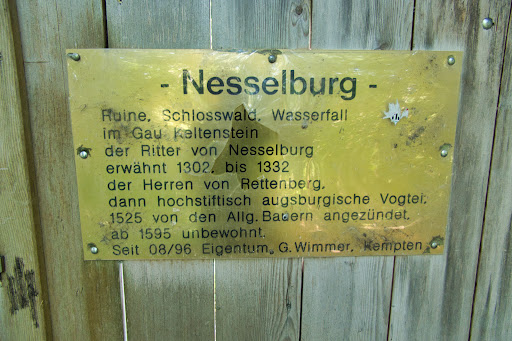 - Nesselburg -
Ruine, Schlosswald, Wasserfall
im Gau Keltenstein
der Ritter von Nesselburg
erwähnt 1302, bis 1332
der Herren von Rettenberg,
dann hochstiftisch augsburgische Vogtei,
1525 von den Allg. Bauern angezündet,
ab 1595 unbewohnt.
Seit 08/96 Eigentum, G. Wimmer, Kempten